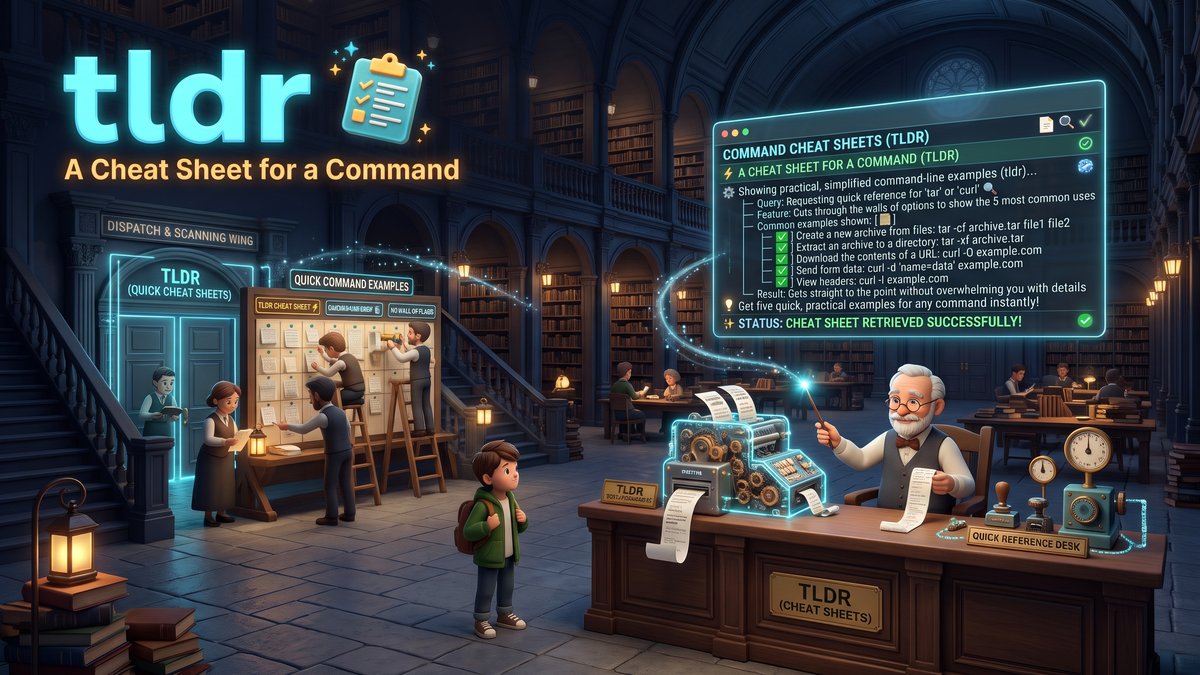 tldr
A Cheat Sheet for a Command
DISPATCH & SCANNING WING
TLDR
(QUICK CHEAT SHEETS)
QUICK COMMAND EXAMPLES
TLDR CHEAT SHEET
NO WALL OF FLAGS
COMMAND CHEAT SHEETS (TLDR)
A CHEAT SHEET FOR A COMMAND (TLDR)
Showing practical, simplified command-line examples (tldr)...
Query: Requesting quick reference for 'tar' or 'curl'
Feature: Cuts through the walls of options to show the 5 most common uses
Common examples shown: [
] Create a new archive from files: tar -cf archive.tar file1 file2
] Extract an archive to a directory: tar -xf archive.tar
] Download the contents of a URL: curl -O example.com
] Send form data: curl -d 'name=data' example.com
] View headers: curl -I example.com
Result: Gets straight to the point without overwhelming you with details
Get five quick, practical examples for any command instantly!
STATUS: CHEAT SHEET RETRIEVED SUCCESSFULLY!
TLDR
QUICK REFERENCE DESK
TLDR
(CHEAT SHEETS)